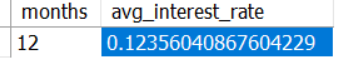 months avg_interest_rate
12 0.12356040867604229